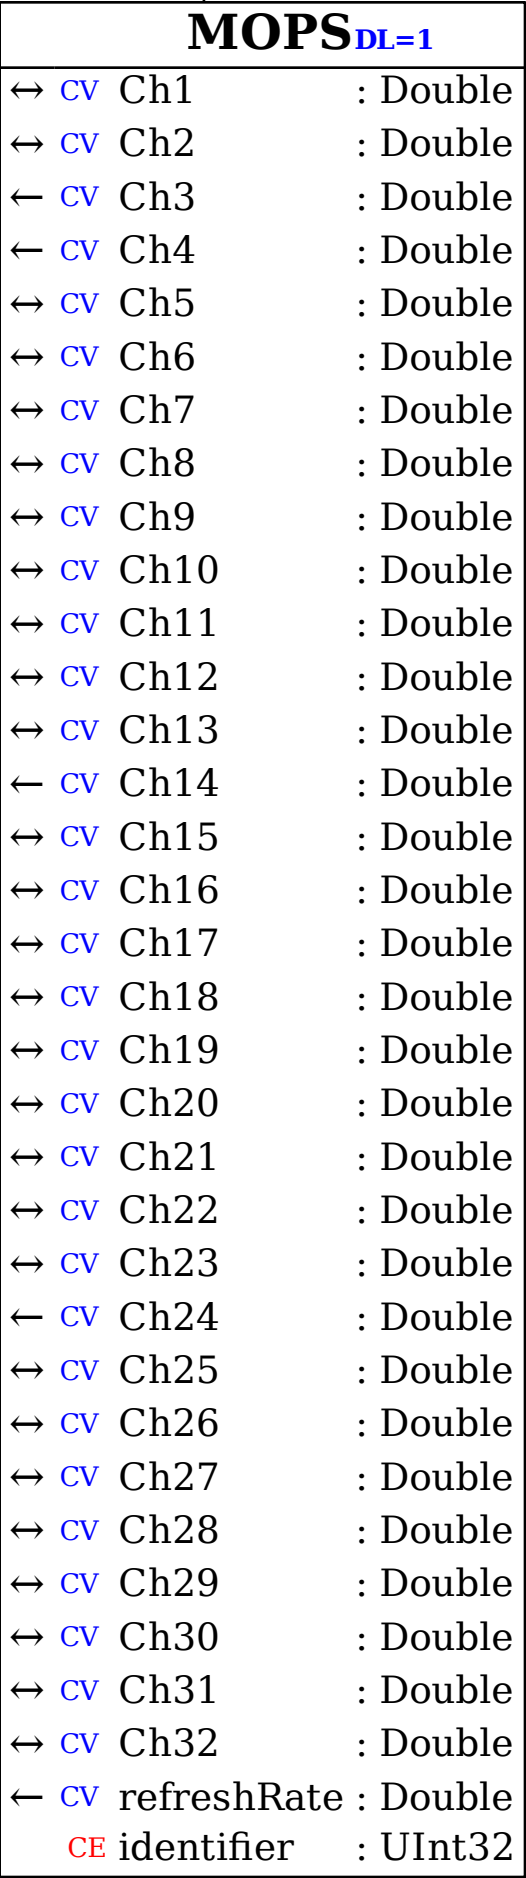 MOPS DL=1
↔ CV Ch1 : Double
↔ CV Ch2 : Double
← CV Ch3 : Double
← CV Ch4 : Double
↔ CV Ch5 : Double
↔ CV Ch6 : Double
↔ CV Ch7 : Double
↔ CV Ch8 : Double
↔ CV Ch9 : Double
↔ CV Ch10 : Double
↔ CV Ch11 : Double
↔ CV Ch12 : Double
↔ CV Ch13 : Double
← CV Ch14 : Double
↔ CV Ch15 : Double
↔ CV Ch16 : Double
↔ CV Ch17 : Double
↔ CV Ch18 : Double
↔ CV Ch19 : Double
↔ CV Ch20 : Double
↔ CV Ch21 : Double
↔ CV Ch22 : Double
↔ CV Ch23 : Double
← CV Ch24 : Double
↔ CV Ch25 : Double
↔ CV Ch26 : Double
↔ CV Ch27 : Double
↔ CV Ch28 : Double
↔ CV Ch29 : Double
↔ CV Ch30 : Double
↔ CV Ch31 : Double
↔ CV Ch32 : Double
← CV refreshRate : Double
CE identifier : UInt32